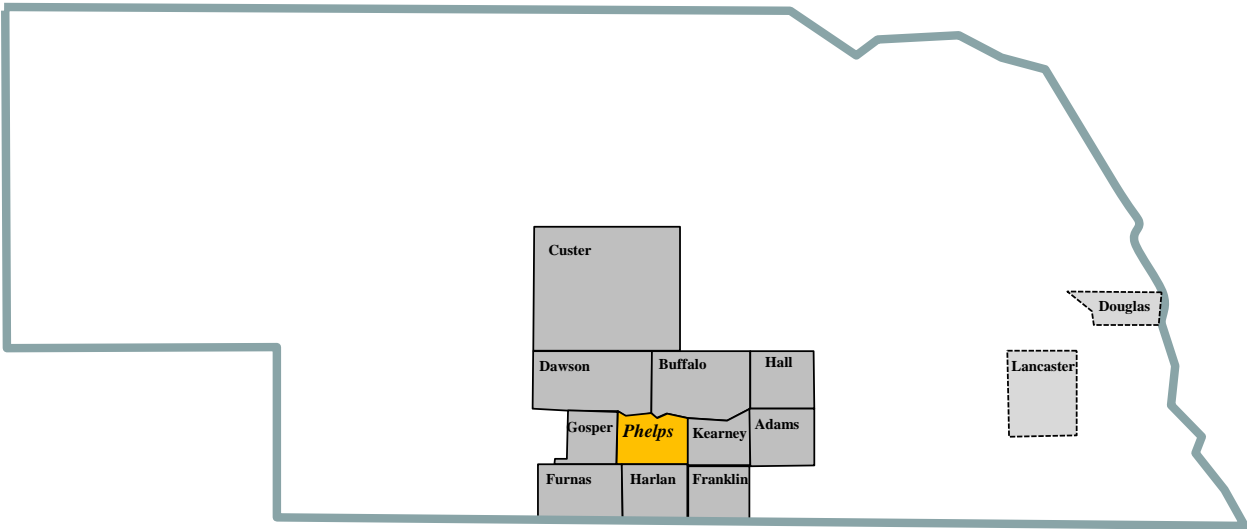 Custer
Douglas
Dawson
Buffalo
Hall
Lancaster
Gosper
Phelps
Kearney
Adams
Furnas
Harlan
Franklin